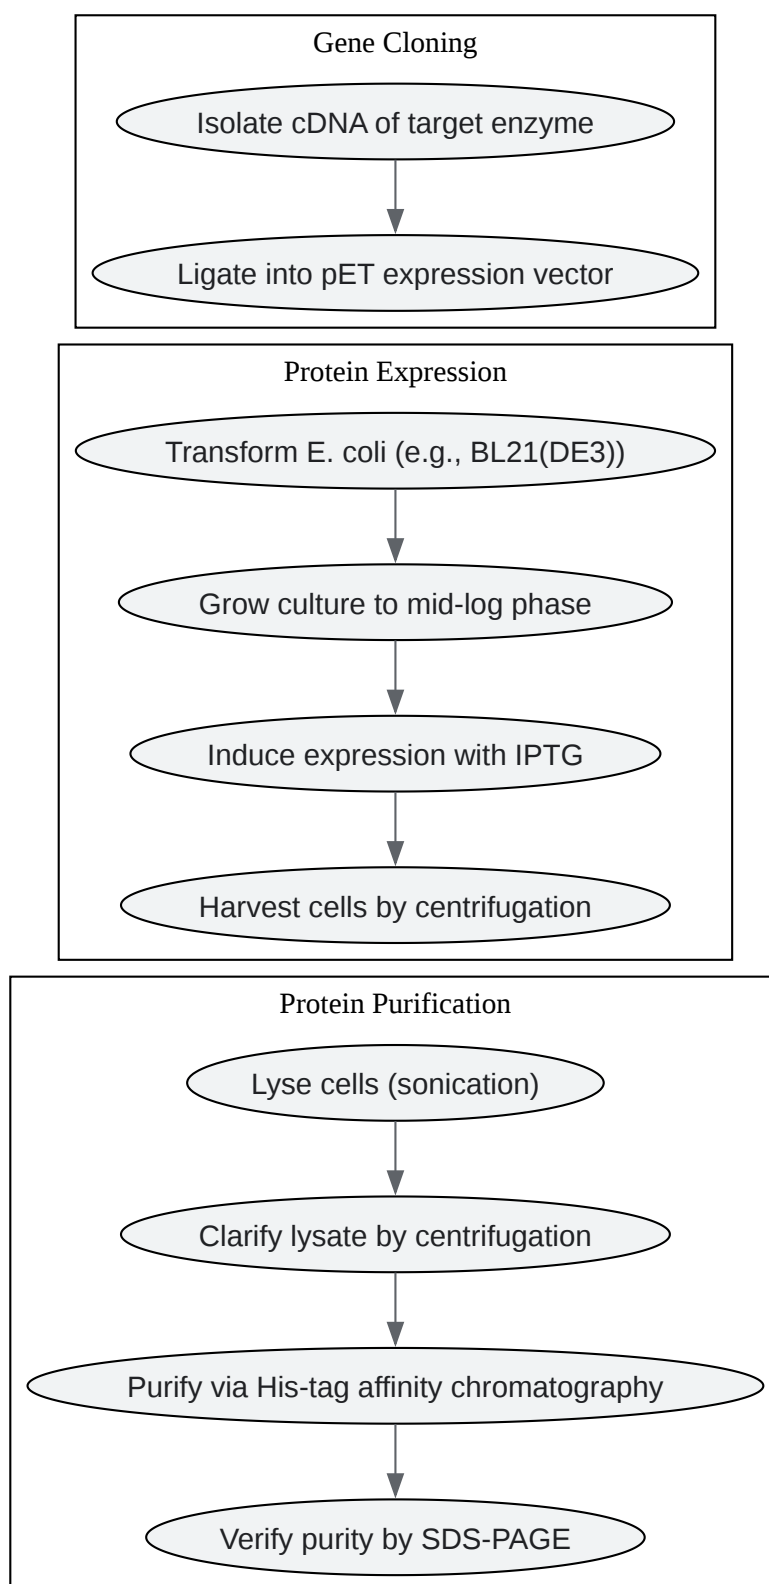 Gene Cloning
Isolate cDNA of target enzyme
Ligate into pET expression vector
Protein Expression
Transform E. coli (e.g., BL21(DE3))
Grow culture to mid-log phase
Induce expression with IPTG
Harvest cells by centrifugation
Protein Purification
Lyse cells (sonication)
Clarify lysate by centrifugation
Purify via His-tag affinity chromatography
Verify purity by SDS-PAGE